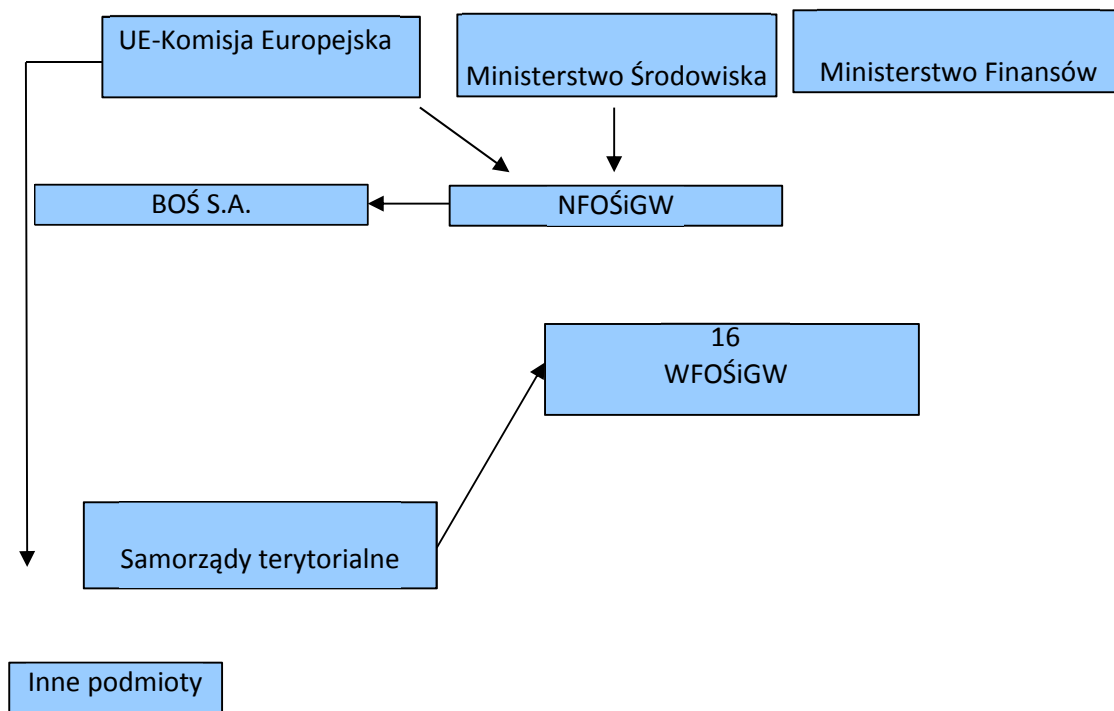 UE-Komisja Europejska
Ministerstwo Środowiska
Ministerstwo Finansów
BOŚ S.A.
NFOŚiGW
16
WFOŚiGW
Samorządy terytorialne
Inne podmioty